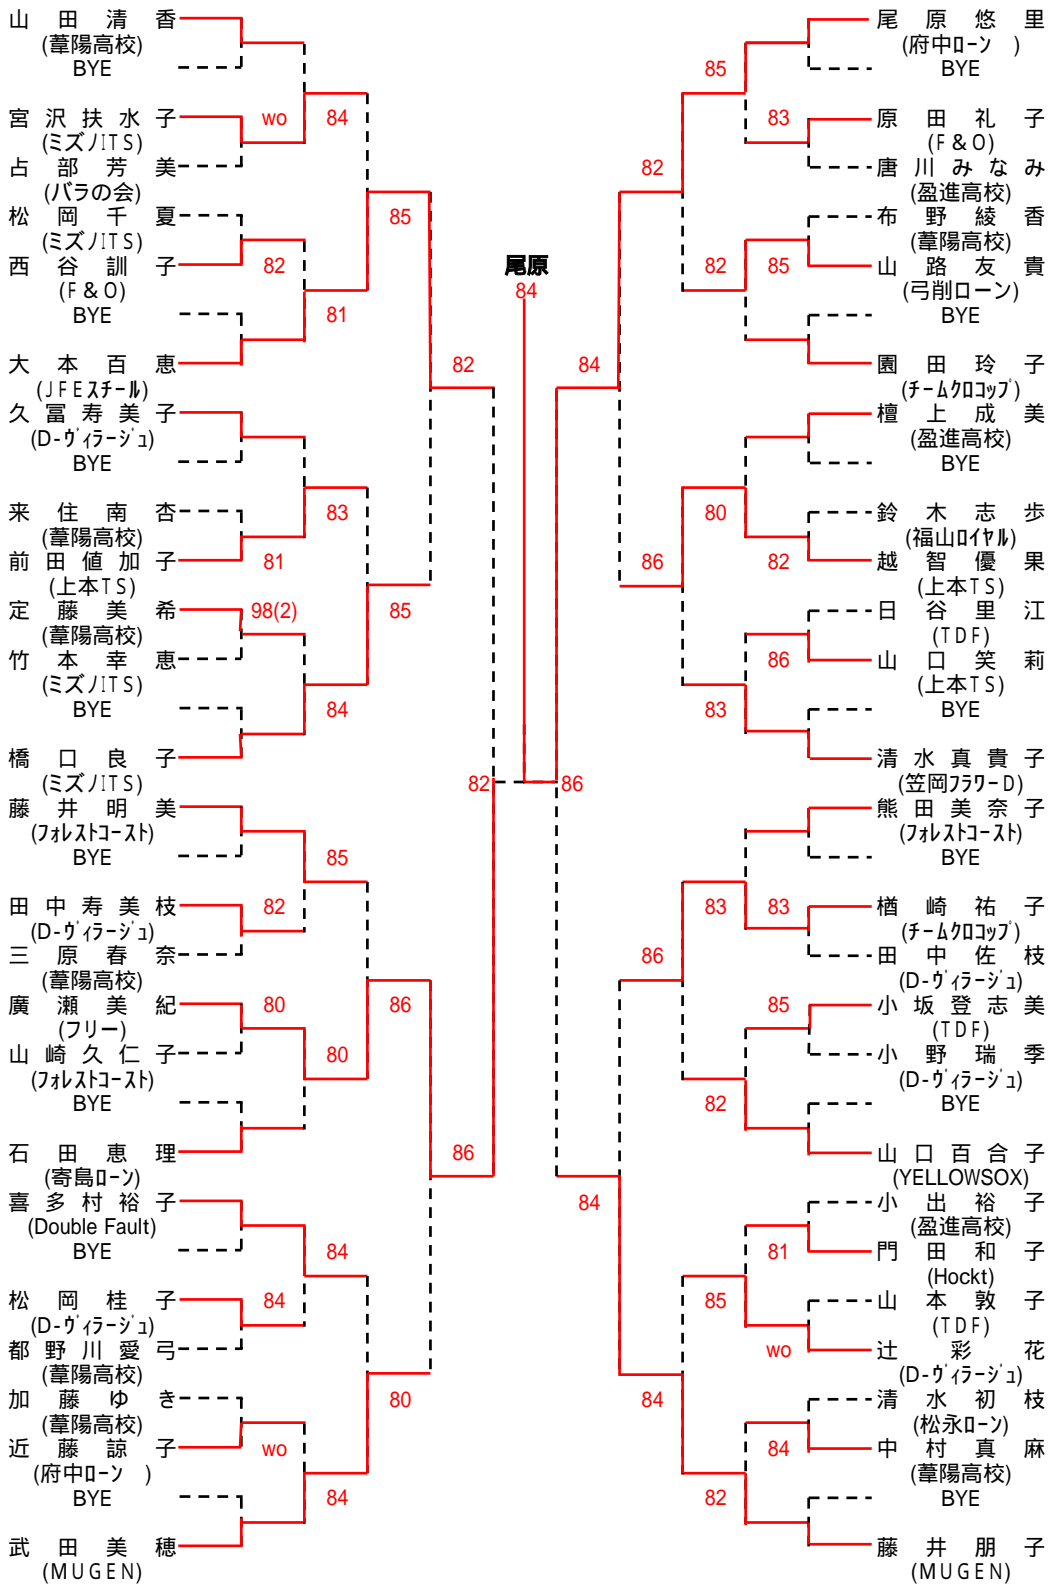 山田清香
(葦陽高校)
BYE
宮沢扶水子
(ミズノITS)
占部芳美
(バラの会)
松岡千夏
(ミズノITS)
西谷訓子
(F&O)
BYE
大本百恵
(JFEスチール)
久冨寿美子
(D-ヴィラージュ)
BYE
来住南杏
(葦陽高校)
前田値加子
(上本TS)
定藤美希
(葦陽高校)
竹本幸恵
(ミズノITS)
BYE
橋口良子
(ミズノITS)
藤井明美
(フォレストコースト)
BYE
田中寿美枝
(D-ヴィラージュ)
三原春奈
(葦陽高校)
廣瀬美紀
(フリー)
山崎久仁子
(フォレストコースト)
BYE
石田恵理
(寄島ローン)
喜多村裕子
(Double Fault)
BYE
松岡桂子
(D-ヴィラージュ)
都野川愛弓
(葦陽高校)
加藤ゆき
(葦陽高校)
近藤諒子
(府中ローン )
BYE
武田美穂
(MUGEN)
wo
82
81
98(2)
82
80
84
wo
84
81
83
84
85
80
84
84
85
85
86
80
82
86
82
尾原
84
86
84
84
82
86
86
84
85
82
80
83
83
82
85
82
83
85
82
86
83
85
81
wo
84
尾原悠里
(府中ローン )
BYE
原田礼子
(F&O)
唐川みなみ
(盈進高校)
布野綾香
(葦陽高校)
山路友貴
(弓削ローン)
BYE
園田玲子
(チームクロコップ)
檀上成美
(盈進高校)
BYE
鈴木志歩
(福山ロイヤル)
越智優果
(上本TS)
日谷里江
(TDF)
山口笑莉
(上本TS)
BYE
清水真貴子
(笠岡フラワーD)
熊田美奈子
(フォレストコースト)
BYE
楢崎祐子
(チームクロコップ)
田中佐枝
(D-ヴィラージュ)
小坂登志美
(TDF)
小野瑞季
(D-ヴィラージュ)
BYE
山口百合子
(YELLOWSOX)
小出裕子
(盈進高校)
門田和子
(Hockt)
山本敦子
(TDF)
辻彩花
(D-ヴィラージュ)
清水初枝
(松永ローン)
中村真麻
(葦陽高校)
BYE
藤井朋子
(MUGEN)